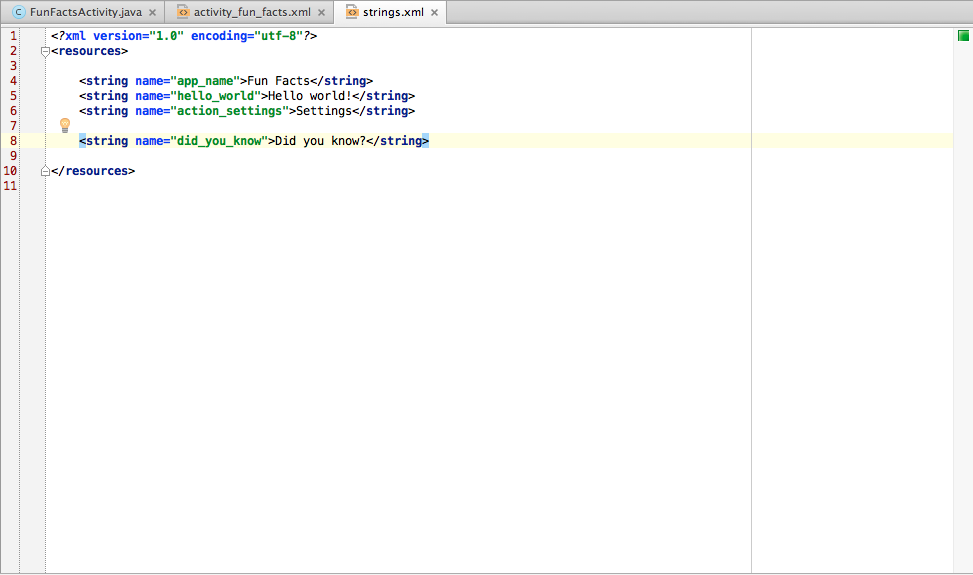 FunFactsActivity.java activity_fun_facts.xml strings.xml
1 <?xml version="1.0" encoding="utf-8"?>
2 <resources>
3
4 <string name="app_name">Fun Facts</string>
5 <string name="hello_world">Hello world!</string>
6 <string name="action_settings">Settings</string>
7
8 <string name="did_you_know">Did you know?</string>
9
10 </resources>
11